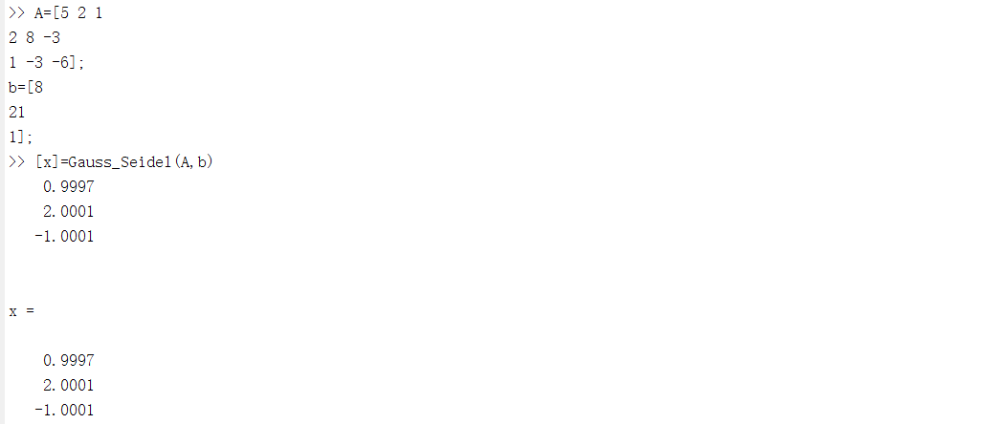 >> A=[5 2 1
2 8 -3
1 -3 -6];
b=[8
21
1];
>> [x]=Gauss_Seidel(A,b)
0.9997
2.0001
-1.0001
x =
0.9997
2.0001
-1.0001